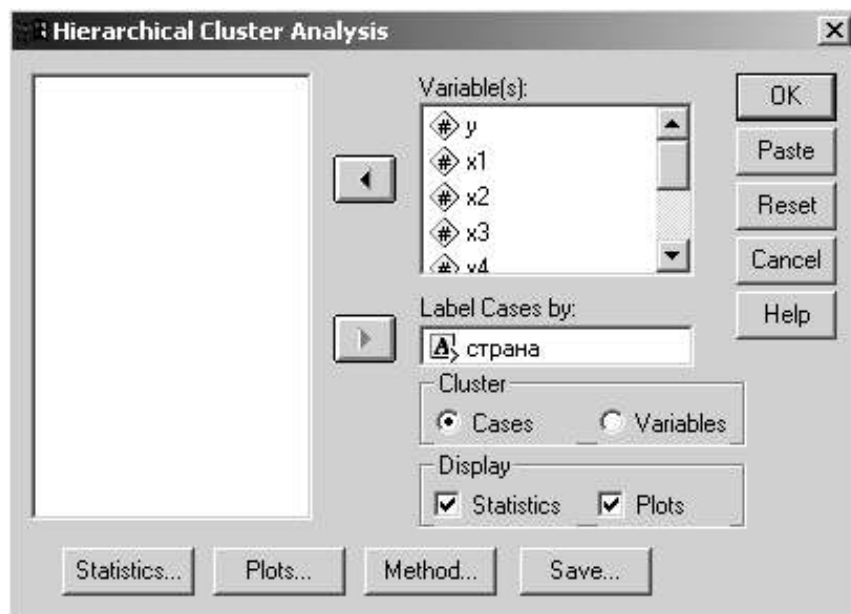 Hierarchical Cluster Analysis
Variable(s):
# y
# x1
# x2
# x3
# x4
OK
Paste
Reset
Cancel
Help
Label Cases by:
A страна
Cluster
Cases Variables
Display
Statistics Plots
Statistics... Plots... Method... Save...